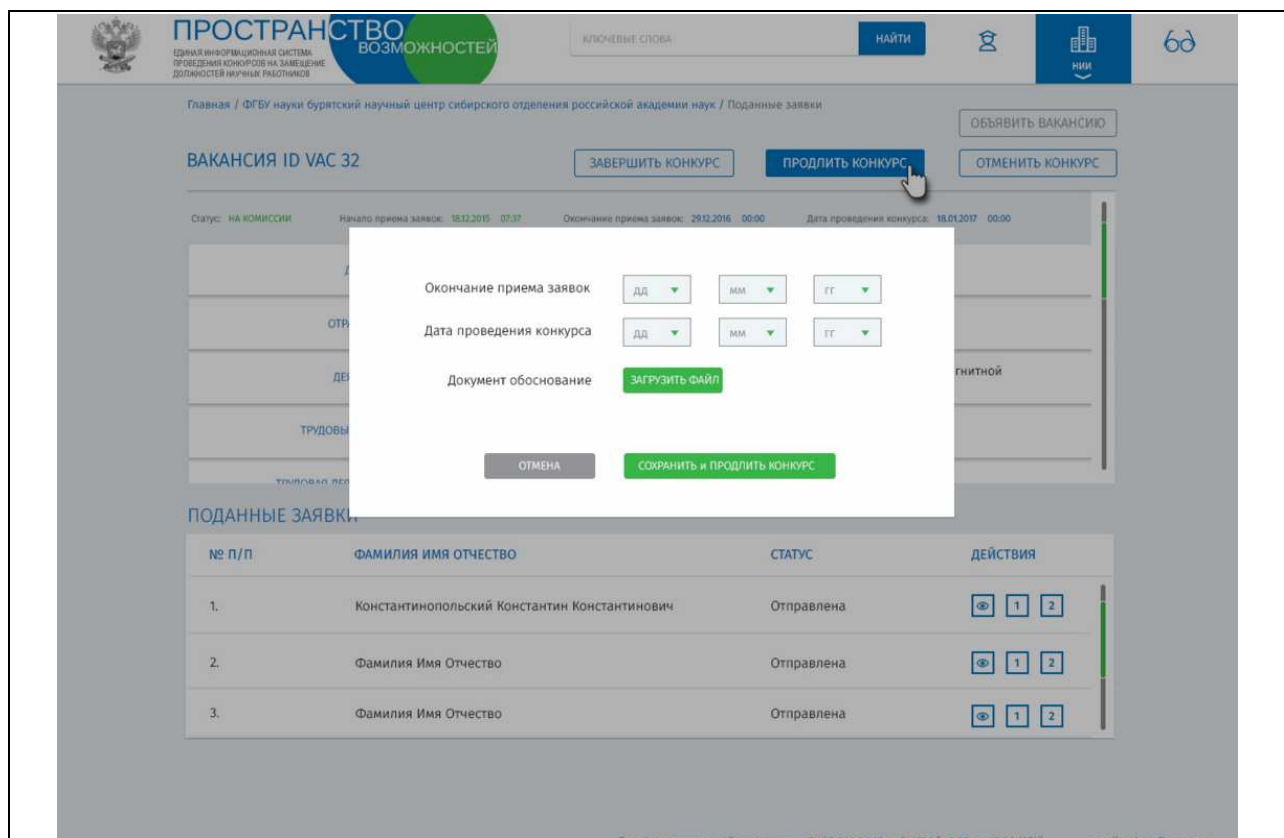 ПРОСТРАНСТВО
ВОЗМОЖНОСТЕЙ
ЕДИНАЯ ИНФОРМАЦИОННАЯ СИСТЕМА
ПРОВЕДЕНИЯ КОНКУРСОВ НА ЗАМЕЩЕНИЕ
ДОЛЖНОСТЕЙ НАУЧНЫХ РАБОТНИКОВ
КЛЮЧЕВЫЕ СЛОВА
НАЙТИ
НИИ
Главная / ФГБУ науки бурятский научный центр сибирского отделения российской академии наук / Поданные заявки
ОБЪЯВИТЬ ВАКАНСИЮ
ВАКАНСИЯ ID VAC 32
ЗАВЕРШИТЬ КОНКУРС
ПРОДЛИТЬ КОНКУРС
ОТМЕНИТЬ КОНКУРС
Статус: НА КОМИССИИ Начало приема заявок: 18.12.2015 07:37 Окончание приема заявок: 29.12.2016 00:00 Дата проведения конкурса: 18.01.2017 00:00
Окончание приема заявок дд мм гг
ОТРА
Дата проведения конкурса дд мм гг
гнитной
Документ обоснование ЗАГРУЗИТЬ ФАЙЛ
ТРУДОВЫ
ОТМЕНА СОХРАНИТЬ и ПРОДЛИТЬ КОНКУРС
ПОДАННЫЕ ЗАЯВКИ
№ П/П ФАМИЛИЯ ИМЯ ОТЧЕСТВО СТАТУС ДЕЙСТВИЯ
1. Константинопольский Константин Константинович Отправлена 1 2
2. Фамилия Имя Отчество Отправлена 1 2
3. Фамилия Имя Отчество Отправлена 1 2